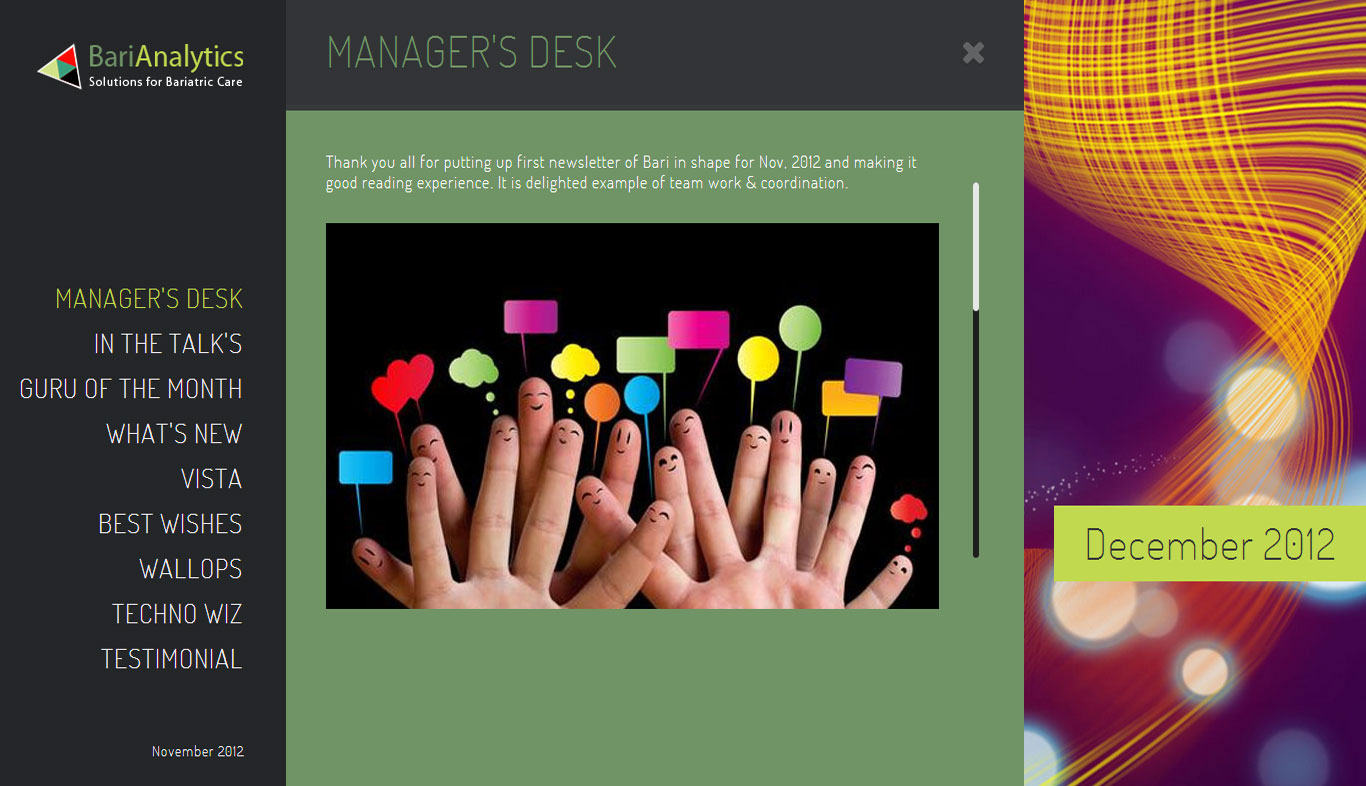 BariAnalytics
Solutions for Bariatric Care
MANAGER'S DESK
IN THE TALK'S
GURU OF THE MONTH
WHAT'S NEW
VISTA
BEST WISHES
WALLOPS
TECHNO WIZ
TESTIMONIAL
November 2012
MANAGER'S DESK
Thank you all for putting up first newsletter of Bari in shape for Nov, 2012 and making it
good reading experience. It is delighted example of team work & coordination.
December 2012